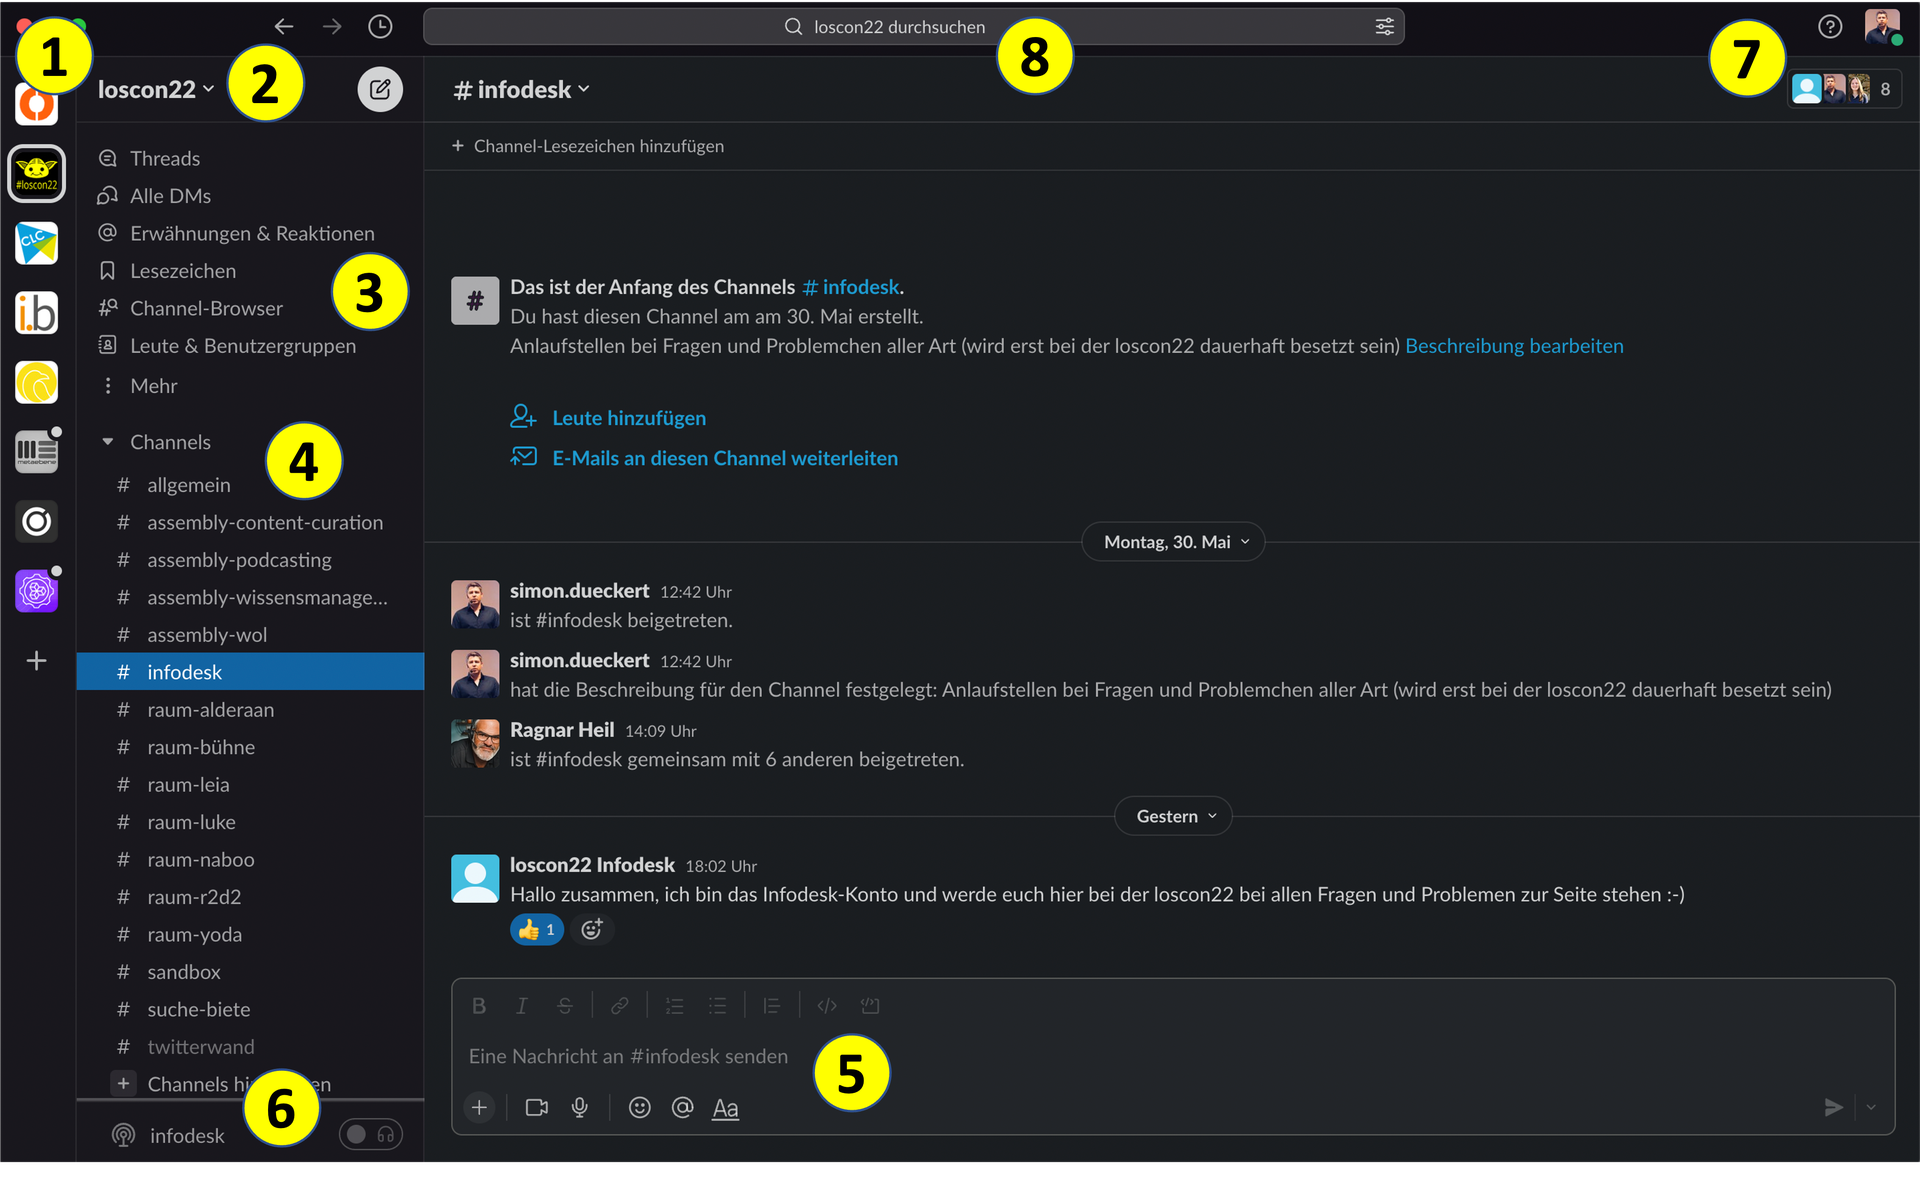 1
loscon22 durchsuchen
8
7
loscon22
2
# infodesk
8
+ Channel-Lesezeichen hinzufügen
Threads
#loscon22
Alle DMs
Erwähnungen & Reaktionen
CLC
Lesezeichen
3
Channel-Browser
i.b
Leute & Benutzergruppen
Mehr
Channels
metaebene
4
# allgemein
# assembly-content-curation
# assembly-podcasting
# assembly-wissensmanage...
# assembly-wol
# infodesk
# raum-alderaan
# raum-bühne
# raum-leia
# raum-luke
# raum-naboo
# raum-r2d2
# raum-yoda
# sandbox
# suche-biete
# twitterwand
+ Channels hi en
6
infodesk
#
Das ist der Anfang des Channels # infodesk.
Du hast diesen Channel am am 30. Mai erstellt.
Anlaufstellen bei Fragen und Problemchen aller Art (wird erst bei der loscon22 dauerhaft besetzt sein) Beschreibung bearbeiten
Leute hinzufügen
E-Mails an diesen Channel weiterleiten
Montag, 30. Mai
simon.dueckert 12:42 Uhr
ist #infodesk beigetreten.
simon.dueckert 12:42 Uhr
hat die Beschreibung für den Channel festgelegt: Anlaufstellen bei Fragen und Problemchen aller Art (wird erst bei der loscon22 dauerhaft besetzt sein)
Ragnar Heil 14:09 Uhr
ist #infodesk gemeinsam mit 6 anderen beigetreten.
Gestern
loscon22 Infodesk 18:02 Uhr
Hallo zusammen, ich bin das Infodesk-Konto und werde euch hier bei der loscon22 bei allen Fragen und Problemen zur Seite stehen :-)
👍 1
B I S
Eine Nachricht an #infodesk senden
5
+ @ Aa